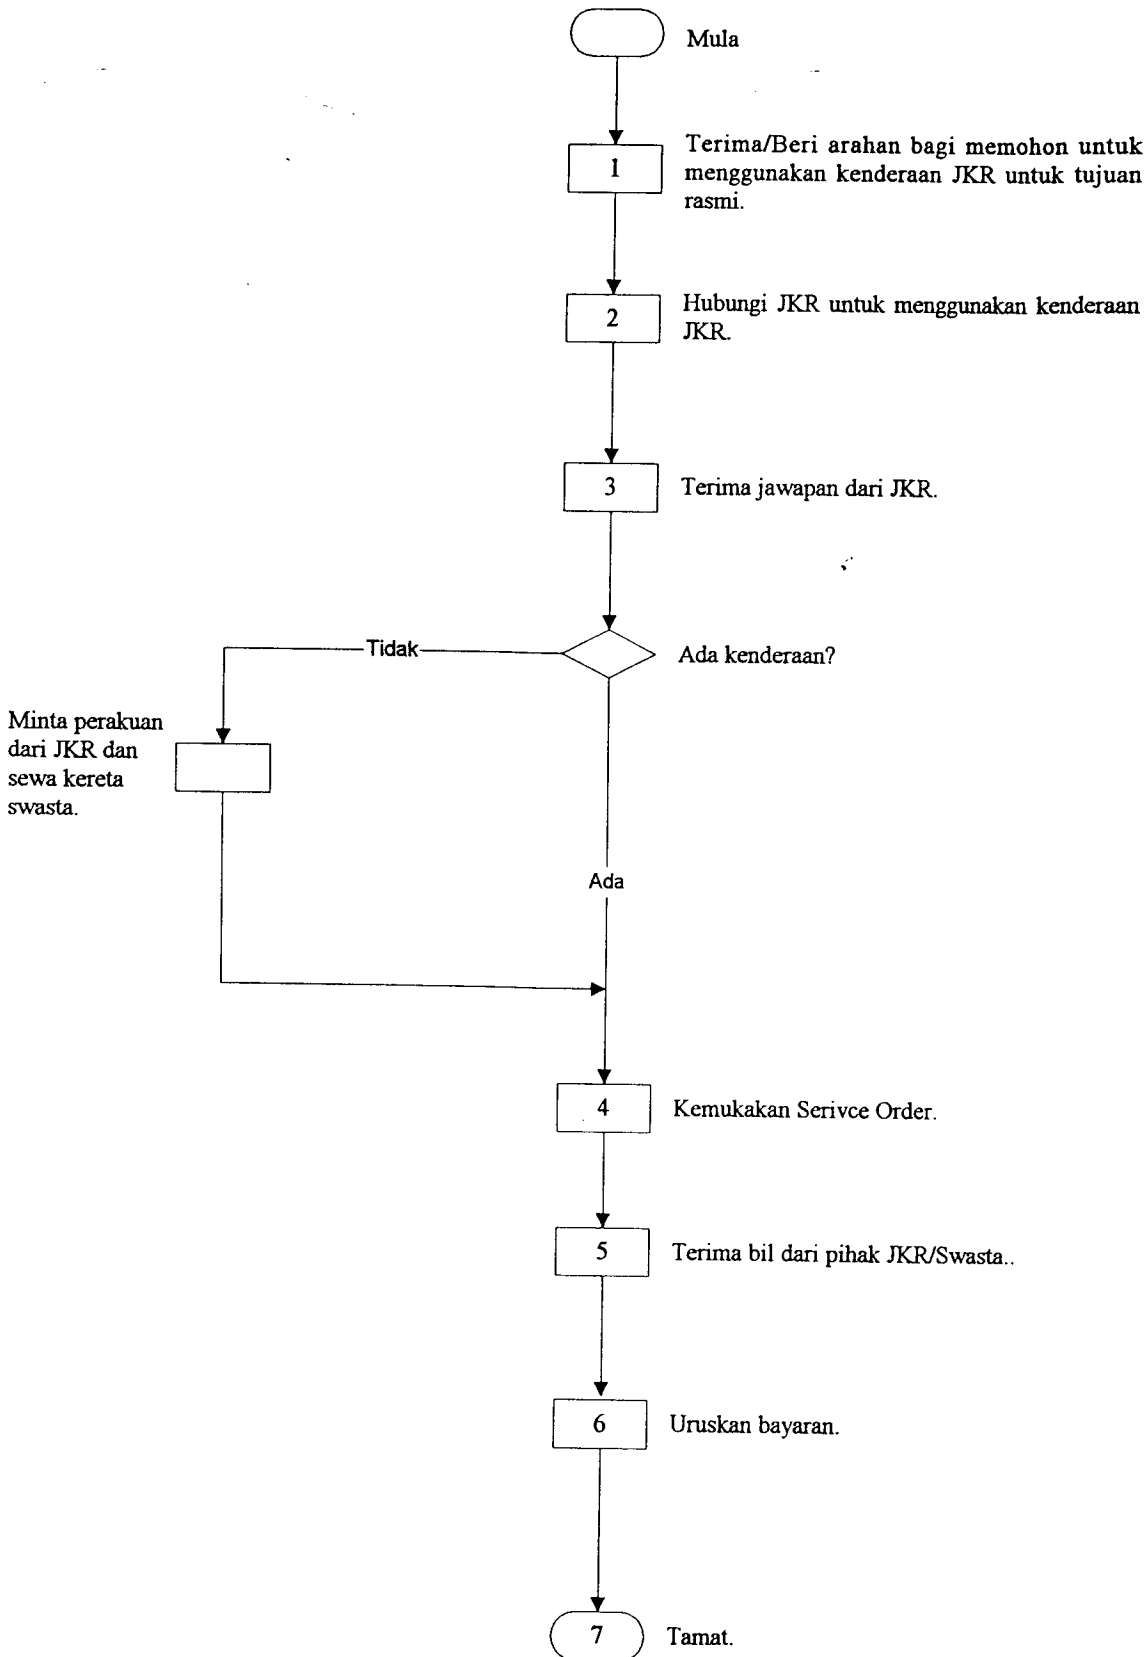 Mula
1
Terima/Beri arahan bagi memohon untuk
menggunakan kenderaan JKR untuk tujuan
rasmi.
2
Hubungi JKR untuk menggunakan kenderaan
JKR.
3
Terima jawapan dari JKR.
Tidak
Ada kenderaan?
Minta perakuan
dari JKR dan
sewa kereta
swasta.
Ada
4
Kemukakan Serivce Order.
5
Terima bil dari pihak JKR/Swasta..
6
Uruskan bayaran.
7
Tamat.